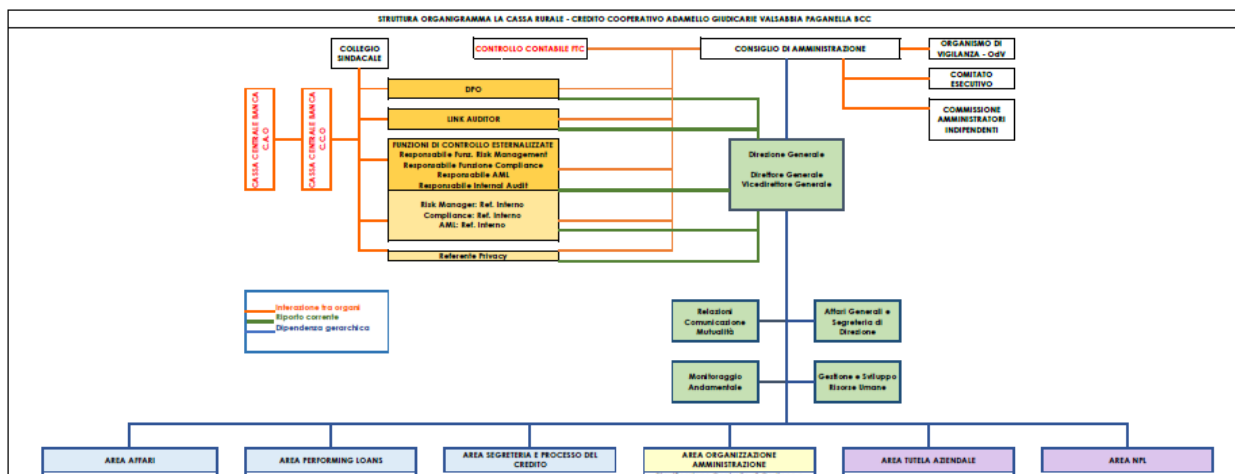 STRUTTURA ORGANIGRAMMA LA CASSA RURALE - CREDITO COOPERATIVO ADAMELLO GIUDICARIE VALSABBIA PAGANELLA BCC
COLLEGIO
SINDACALE
CONTROLLO CONTABILE FTC
CONSIGLIO DI AMMINISTRAZIONE
ORGANISMO DI
VIGILANZA - OdV
COMITATO
ESECUTIVO
COMMISSIONE
AMMINISTRATORI
INDIPENDENTI
CASSA CENTRALE BANCA
C.A.O
CASSA CENTRALE BANCA
C.C.O
DPO
LINK AUDITOR
FUNZIONI DI CONTROLLO ESTERNALIZZATE
Responsabile Funz. Risk Management
Responsabile Funzione Compliance
Responsabile AML
Responsabile Internal Audit
Risk Manager: Ref. Interno
Compliance: Ref. Interno
AML: Ref. Interno
Referente Privacy
Direzione Generale
Direttore Generale
Vicedirettore Generale
Interazione tra organi
Riporto corrente
Dipendenza gerarchica
Relazioni
Comunicazione
Mutualità
Affari Generali e
Segreteria di
Direzione
Monitoraggio
Andamentale
Gestione e Sviluppo
Risorse Umane
AREA AFFARI
AREA PERFORMING LOANS
AREA SEGRETERIA E PROCESSO DEL
CREDITO
AREA ORGANIZZAZIONE
AMMINISTRAZIONE
AREA TUTELA AZIENDALE
AREA NPL